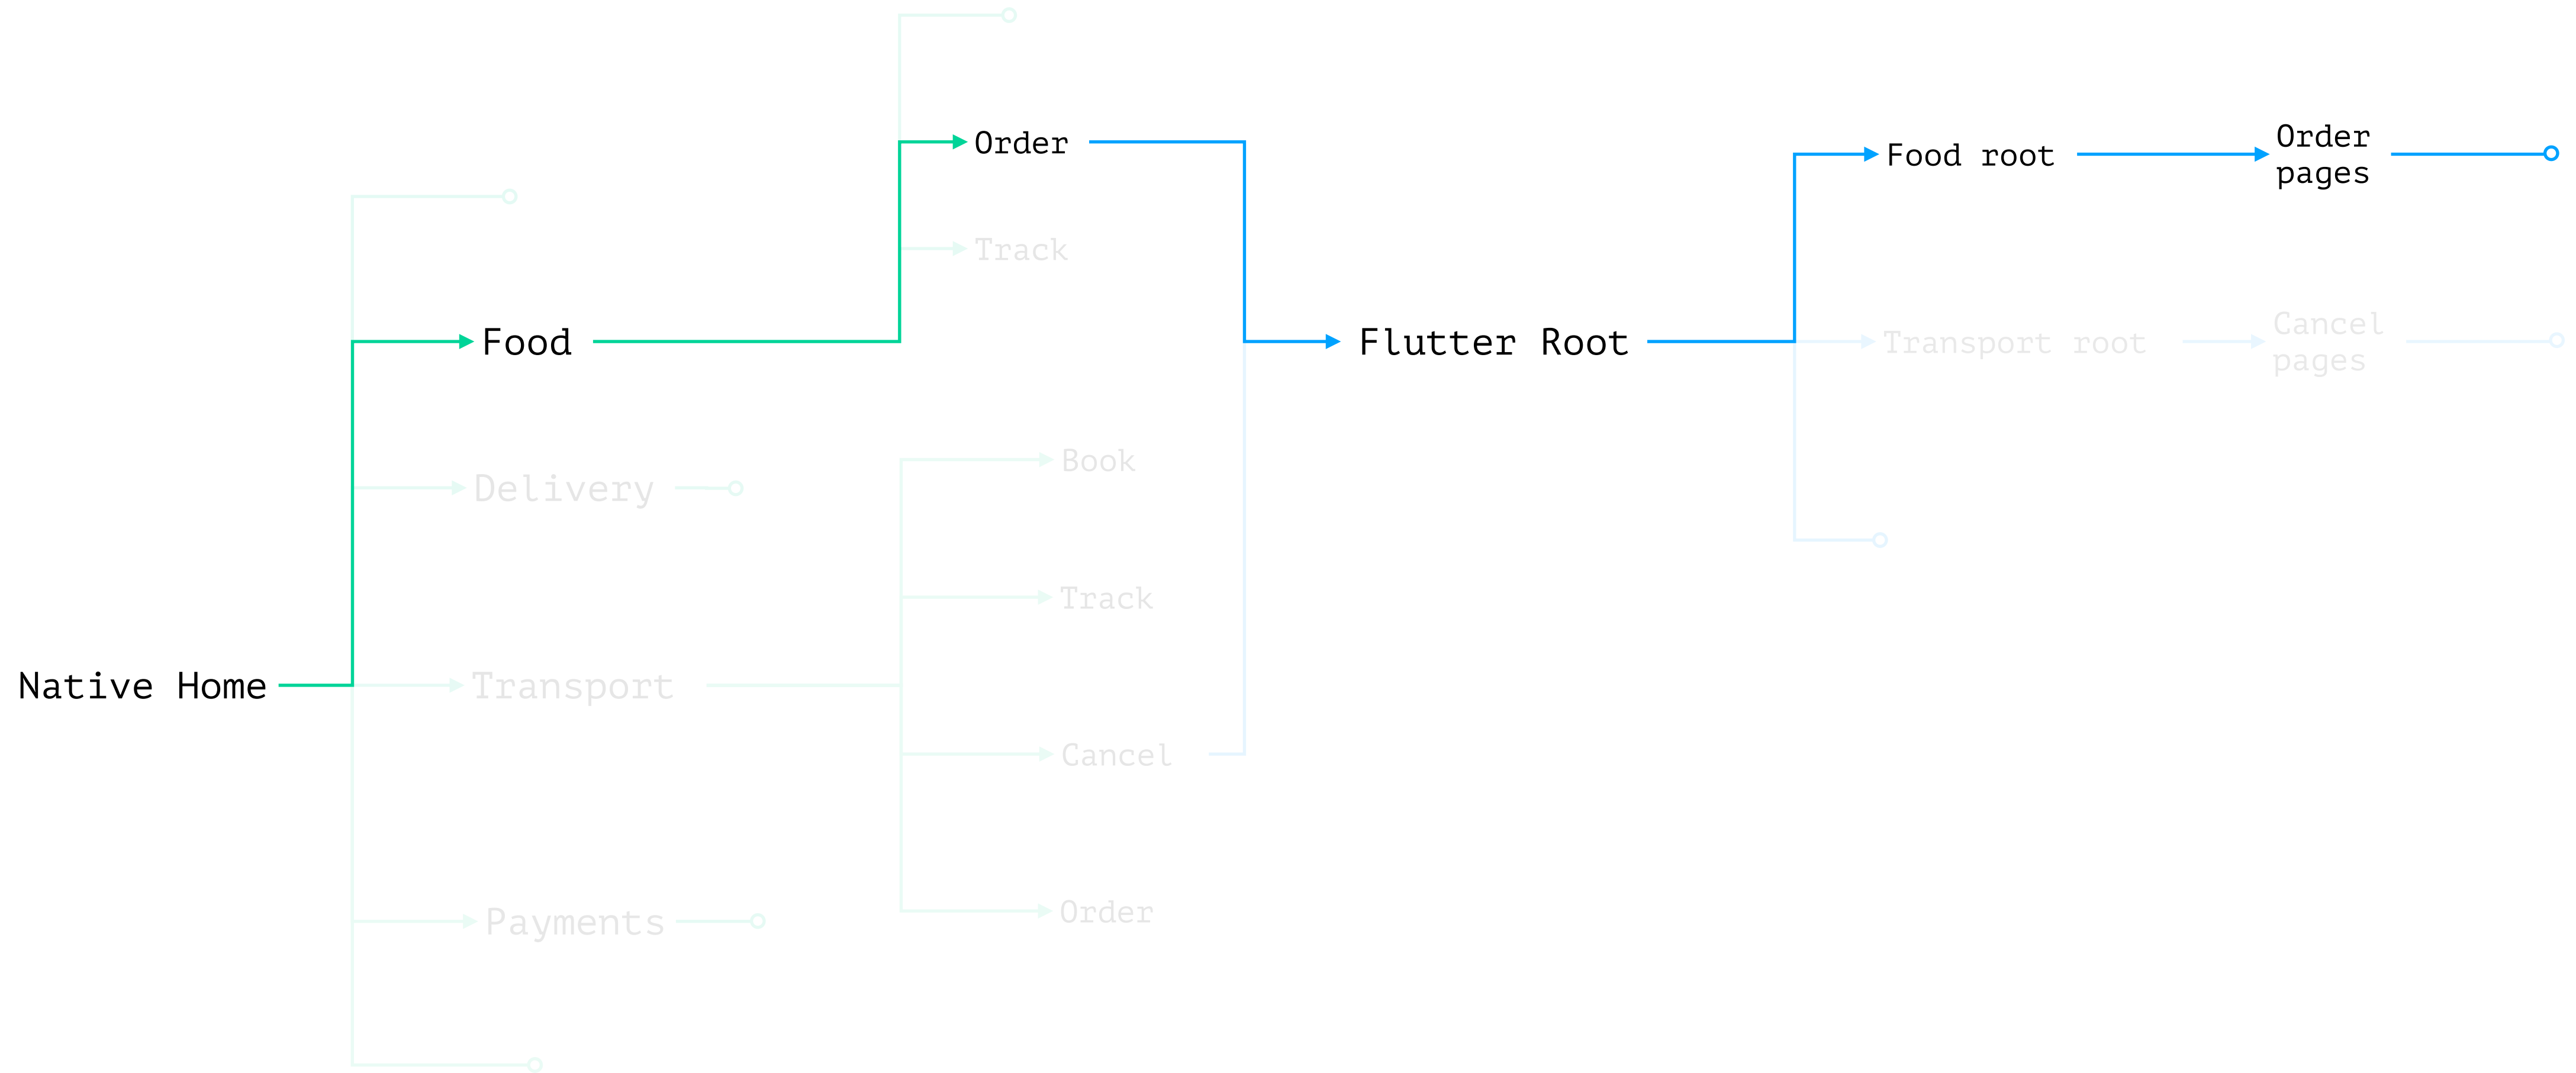 Order
Track
Food
Delivery
Book
Track
Native Home
Transport
Cancel
Payments
Order
Flutter Root
Food root
Order
pages
Transport root
Cancel
pages